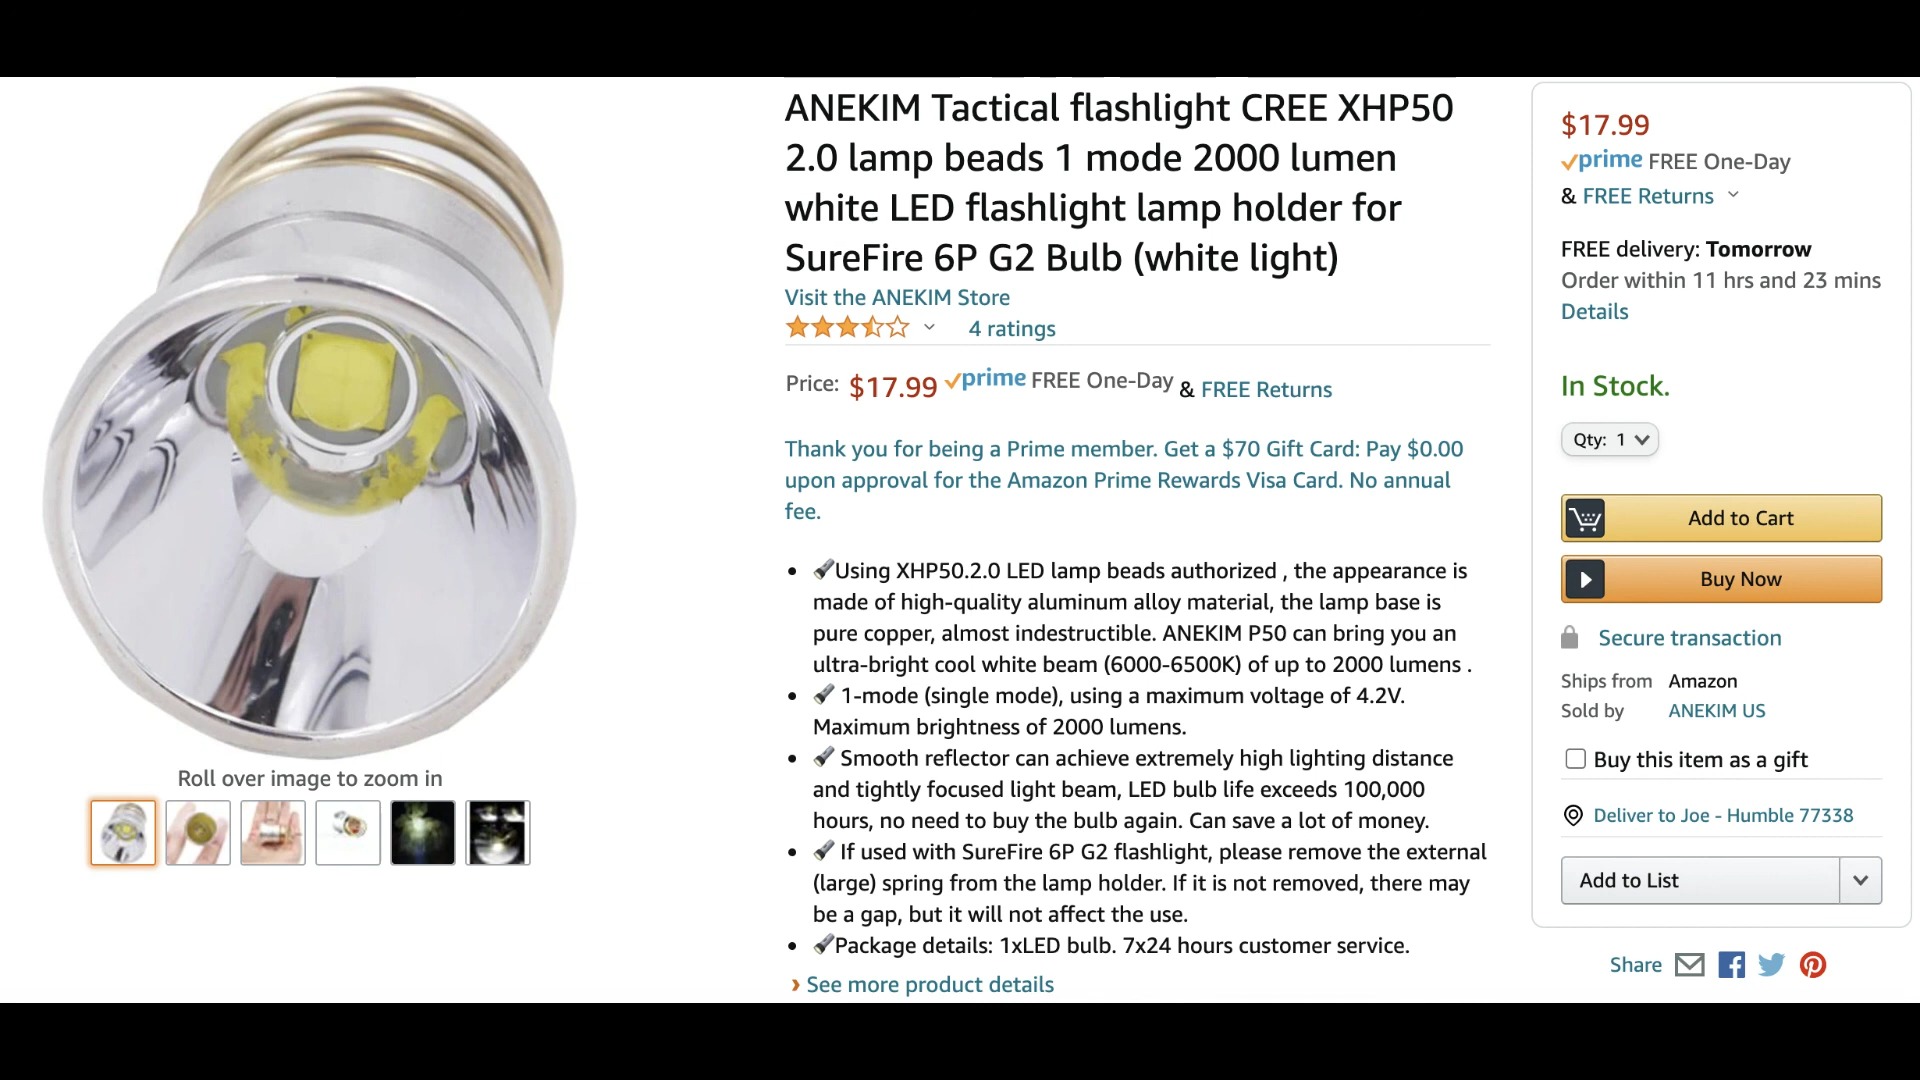 ANEKIM Tactical flashlight CREE XHP50
2.0 lamp beads 1 mode 2000 lumen
white LED flashlight lamp holder for
SureFire 6P G2 Bulb (white light)
Visit the ANEKIM Store
4 ratings
Price: $17.99 prime FREE One-Day & FREE Returns
Thank you for being a Prime member. Get a $70 Gift Card: Pay $0.00
upon approval for the Amazon Prime Rewards Visa Card. No annual
fee.
Using XHP50.2.0 LED lamp beads authorized , the appearance is
made of high-quality aluminum alloy material, the lamp base is
pure copper, almost indestructible. ANEKIM P50 can bring you an
ultra-bright cool white beam (6000-6500K) of up to 2000 lumens .
1-mode (single mode), using a maximum voltage of 4.2V.
Maximum brightness of 2000 lumens.
Smooth reflector can achieve extremely high lighting distance
and tightly focused light beam, LED bulb life exceeds 100,000
hours, no need to buy the bulb again. Can save a lot of money.
If used with SureFire 6P G2 flashlight, please remove the external
(large) spring from the lamp holder. If it is not removed, there may
be a gap, but it will not affect the use.
Package details: 1xLED bulb. 7x24 hours customer service.
› See more product details
Roll over image to zoom in
$17.99
prime FREE One-Day
& FREE Returns
FREE delivery: Tomorrow
Order within 11 hrs and 23 mins
Details
In Stock.
Qty: 1
Add to Cart
Buy Now
Secure transaction
Ships from Amazon
Sold by ANEKIM US
Buy this item as a gift
Deliver to Joe - Humble 77338
Add to List
Share